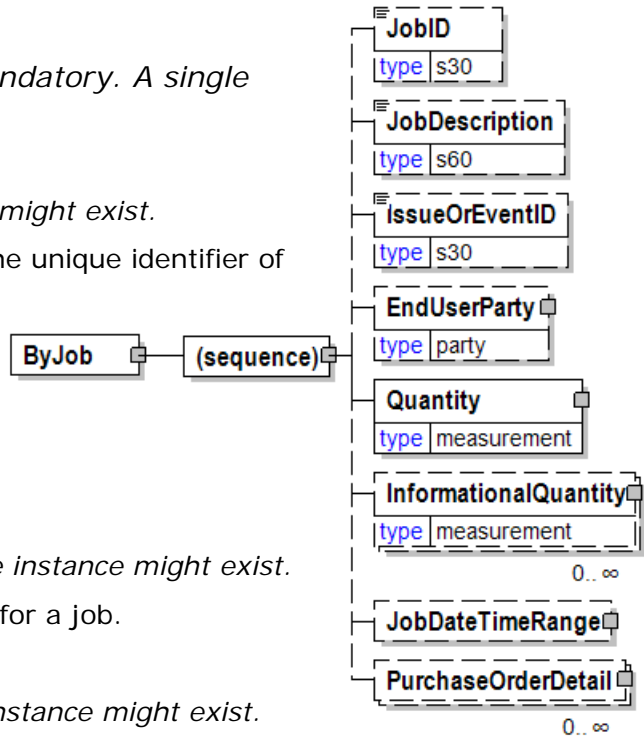 ndatory. A single
might exist.
ne unique identifier of
e instance might exist.
for a job.
nstance might exist.
ByJob
(sequence)
JobID
type s30
JobDescription
type s60
IssueOrEventID
type s30
EndUserParty
type party
Quantity
type measurement
InformationalQuantity
type measurement
0.. ∞
JobDateTimeRange
PurchaseOrderDetail
0.. ∞